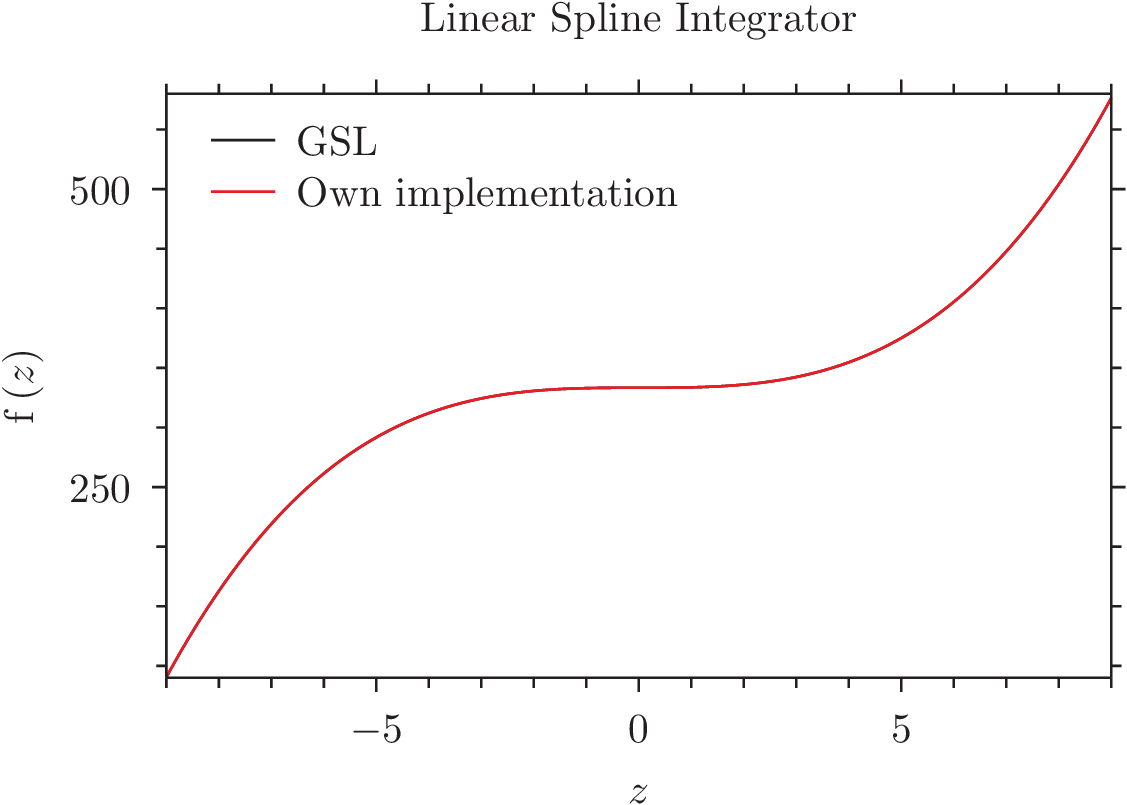 Linear Spline Integrator
GSL
Own implementation
500
250
f (z)
−5 0 5
z